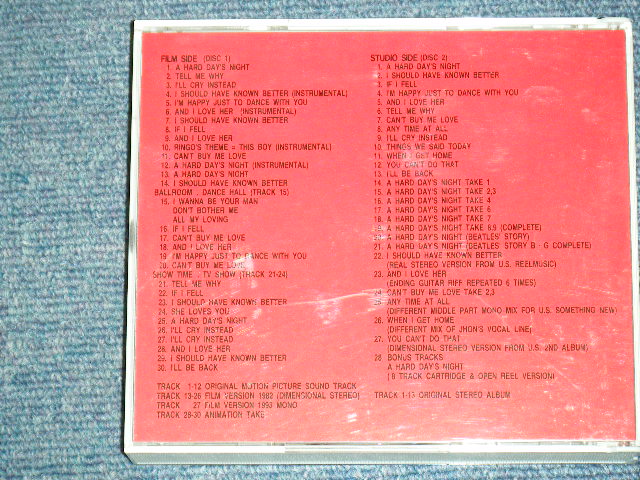 FILM SIDE (DISC 1)
1. A HARD DAY'S NIGHT
2. TELL ME WHY
3. I'LL CRY INSTEAD
4. I SHOULD HAVE KNOWN BETTER (INSTRUMENTAL)
5. I'M HAPPY JUST TO DANCE WITH YOU
6. AND I LOVE HER (INSTRUMENTAL)
7. I SHOULD HAVE KNOWN BETTER
8. IF I FELL
9. AND I LOVE HER
10. RINGO'S THEME = THIS BOY (INSTRUMENTAL)
11. CAN'T BUY ME LOVE
12. A HARD DAY'S NIGHT (INSTRUMENTAL)
13. A HARD DAY'S NIGHT
14. I SHOULD HAVE KNOWN BETTER
BALLROOM . DANCE HALL (TRACK 15)
15. I WANNA BE YOUR MAN
DON'T BOTHER ME
ALL MY LOVING
16. IF I FELL
17. CAN'T BUY ME LOVE
18. AND I LOVE HER
19. I'M HAPPY JUST TO DANCE WITH YOU
20. CAN'T BUY ME LOVE
SHOW TIME . TV SHOW (TRACK 21-24)
21. TELL ME WHY
22. IF I FELL
23. I SHOULD HAVE KNOWN BETTER
24. SHE LOVES YOU
25. A HARD DAY'S NIGHT
26. I'LL CRY INSTEAD
27. I'LL CRY INSTEAD
28. AND I LOVE HER
29. I SHOULD HAVE KNOWN BETTER
30. I'LL BE BACK
TRACK 1-12 ORIGINAL MOTION PICTURE SOUND TRACK
TRACK 13-26 FILM VERSION 1982 (DIMENSIONAL STEREO)
TRACK 27 FILM VERSION 1993 MONO
TRACK 28-30 ANIMATION TAKE
STUDIO SIDE (DISC 2)
1. A HARD DAY'S NIGHT
2. I SHOULD HAVE KNOWN BETTER
3. IF I FELL
4. I'M HAPPY JUST TO DANCE WITH YOU
5. AND I LOVE HER
6. TELL ME WHY
7. CAN'T BUY ME LOVE
8. ANY TIME AT ALL
9. I'LL CRY INSTEAD
10. THINGS WE SAID TODAY
11. WHEN I GET HOME
12. YOU CAN'T DO THAT
13. I'LL BE BACK
14. A HARD DAY'S NIGHT TAKE 1
15. A HARD DAY'S NIGHT TAKE 2,3
16. A HARD DAY'S NIGHT TAKE 4
17. A HARD DAY'S NIGHT TAKE 6
18. A HARD DAY'S NIGHT TAKE 7
19. A HARD DAY'S NIGHT TAKE 8,9 (COMPLETE)
20. A HARD DAY'S NIGHT (BEATLES' STORY)
21. A HARD DAY'S NIGHT (BEATLES' STORY B - G COMPLETE)
22. I SHOULD HAVE KNOWN BETTER
(REAL STEREO VERSION FROM U.S. REELMUSIC)
23. AND I LOVE HER
(ENDING GUITAR RIFF REPEATED 6 TIMES)
24. CAN'T BUY ME LOVE TAKE 2,3
25. ANY TIME AT ALL
(DIFFERENT MIDDLE PART MONO MIX FOR U.S. SOMETHING NEW)
26. WHEN I GET HOME
(DIFFERENT MIX OF JHON'S VOCAL LINE)
27. YOU CAN'T DO THAT
(DIMENSIONAL STEREO VERSION FROM U.S. 2ND ALBUM)
28. BONUS TRACKS
A HARD DAY'S NIGHT
(8 TRACK CARTRIDGE & OPEN REEL VERSION)
TRACK 1-13 ORIGINAL STEREO ALBUM